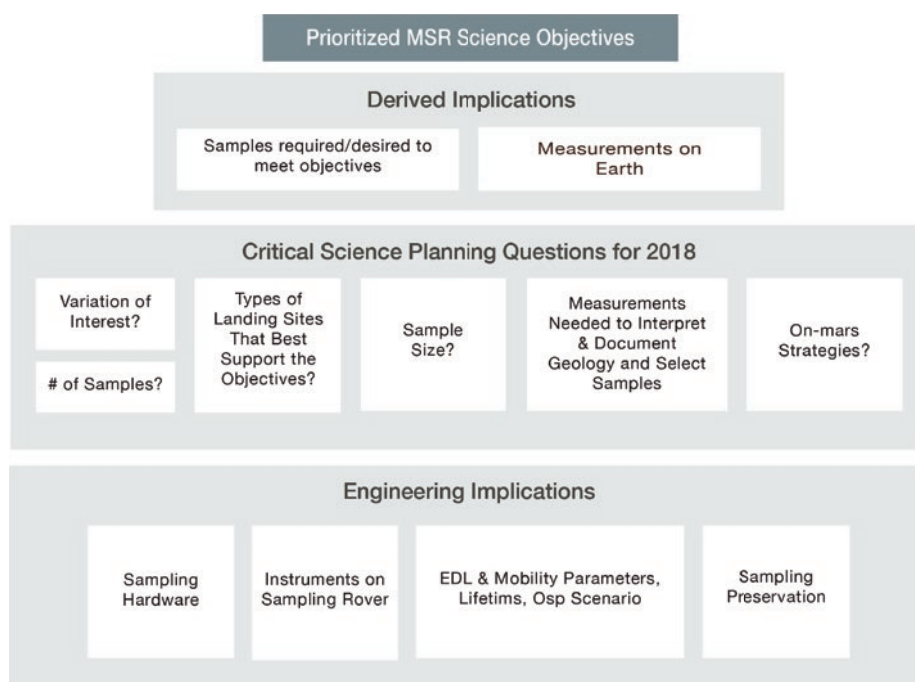 Prioritized MSR Science Objectives
Derived Implications
Samples required/desired to
meet objectives
Measurements on
Earth
Critical Science Planning Questions for 2018
Variation of
Interest?
# of Samples?
Types of
Landing Sites
That Best
Support the
Objectives?
Sample
Size?
Measurements
Needed to Interpret
& Document
Geology and Select
Samples
On-mars
Strategies?
Engineering Implications
Sampling
Hardware
Instruments on
Sampling Rover
EDL & Mobility Parameters,
Lifetims, Osp Scenario
Sampling
Preservation